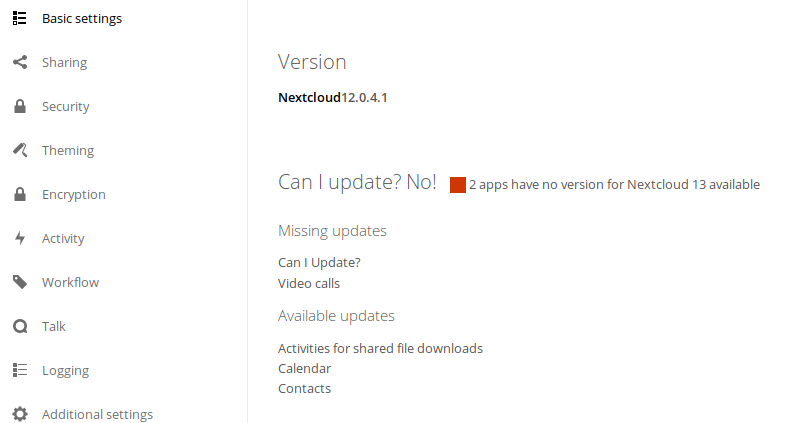 Basic settings
Sharing
Security
Theming
Encryption
Activity
Workflow
Talk
Logging
Additional settings
Version
Nextcloud12.0.4.1
Can I update? No! 2 apps have no version for Nextcloud 13 available
Missing updates
Can I Update?
Video calls
Available updates
Activities for shared file downloads
Calendar
Contacts